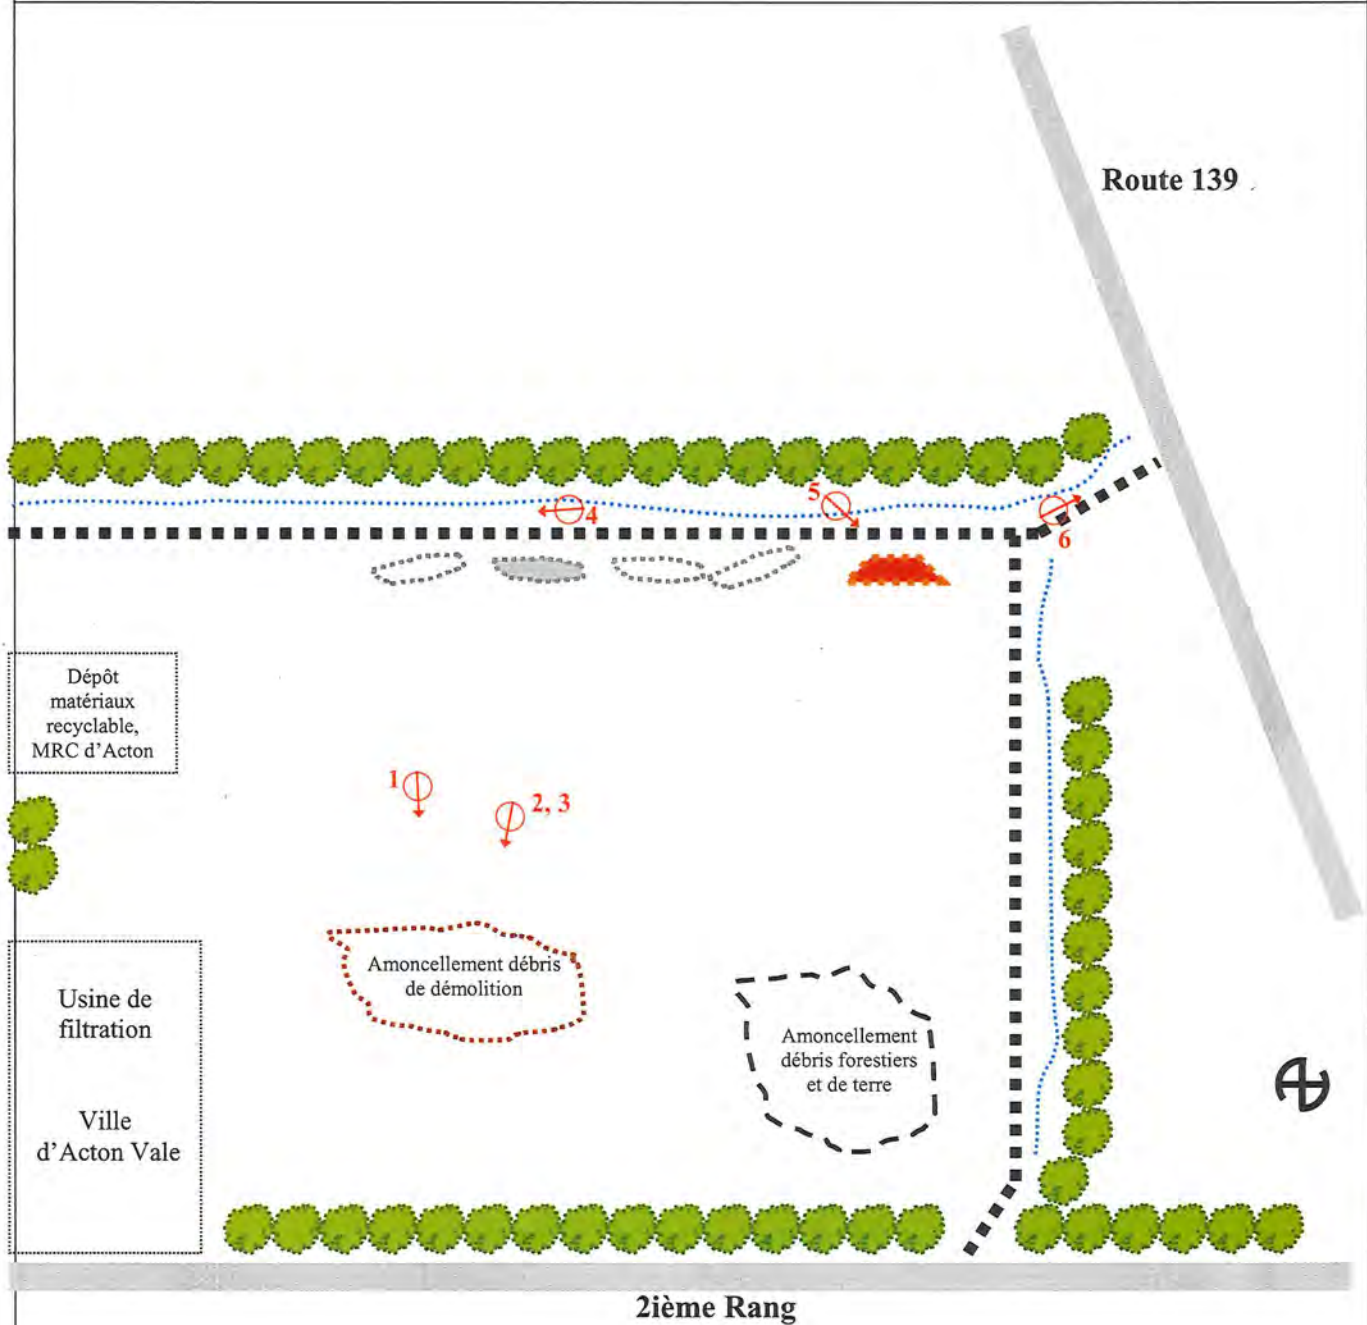 Route 139
5
4
6
Dépôt
matériaux
recyclable,
MRC d'Acton
1
2, 3
Amoncellement débris
de démolition
Usine de
filtration
Amoncellement
débris forestiers
et de terre
Ville
d'Acton Vale
2ième Rang